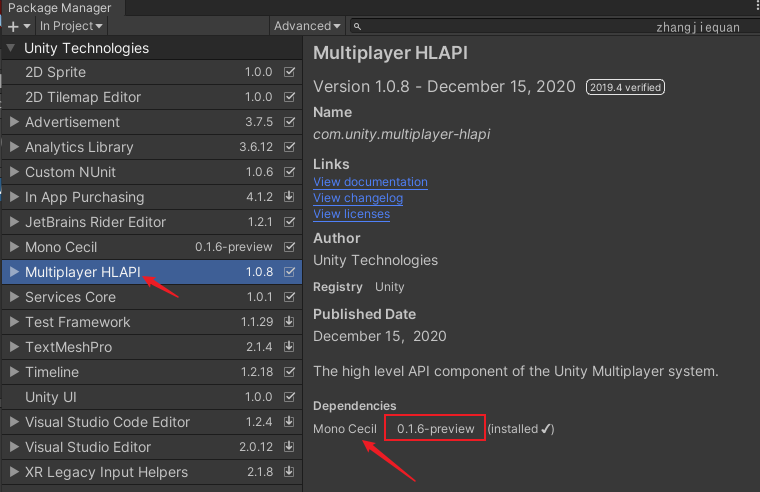 Package Manager
+ In Project Advanced zhangjiequan
Unity Technologies
2D Sprite 1.0.0
2D Tilemap Editor 1.0.0
Advertisement 3.7.5
Analytics Library 3.6.12
Custom NUnit 1.0.6
In App Purchasing 4.1.2
JetBrains Rider Editor 1.2.1
Mono Cecil 0.1.6-preview
Multiplayer HLAPI 1.0.8
Services Core 1.0.1
Test Framework 1.1.29
TextMeshPro 2.1.4
Timeline 1.2.18
Unity UI 1.0.0
Visual Studio Code Editor 1.2.4
Visual Studio Editor 2.0.12
XR Legacy Input Helpers 2.1.8
Multiplayer HLAPI
Version 1.0.8 - December 15, 2020 2019.4 verified
Name
com.unity.multiplayer-hlapi
Links
View documentation
View changelog
View licenses
Author
Unity Technologies
Registry Unity
Published Date
December 15, 2020
The high level API component of the Unity Multiplayer system.
Dependencies
Mono Cecil 0.1.6-preview (installed ✔)